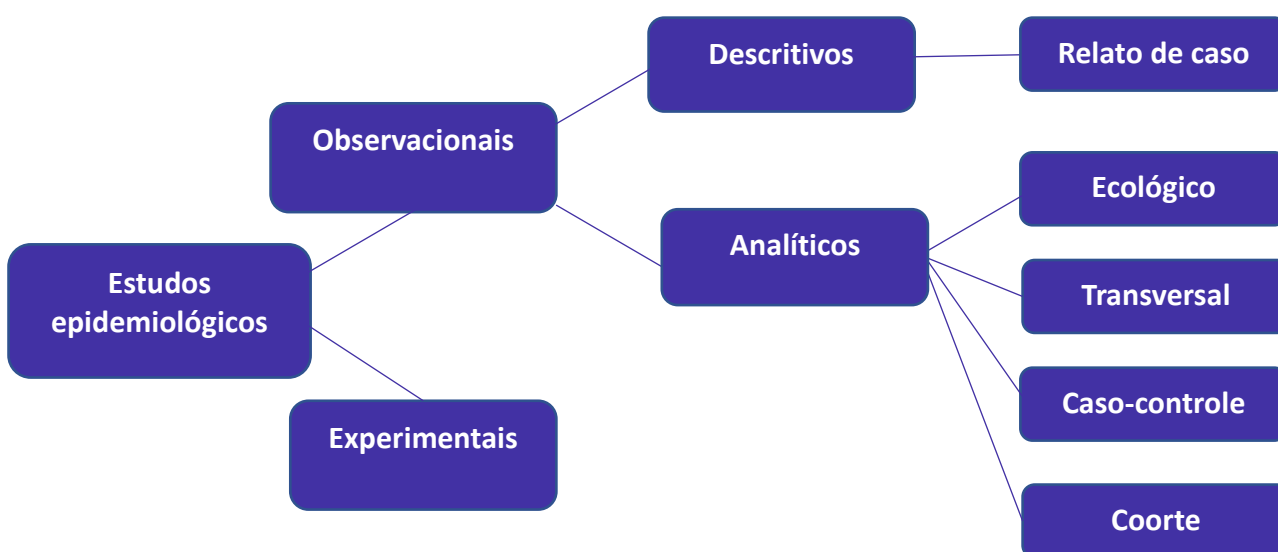 Descritivos
Relato de caso
Observacionais
Ecológico
Analíticos
Estudos
epidemiológicos
Transversal
Caso-controle
Experimentais
Coorte